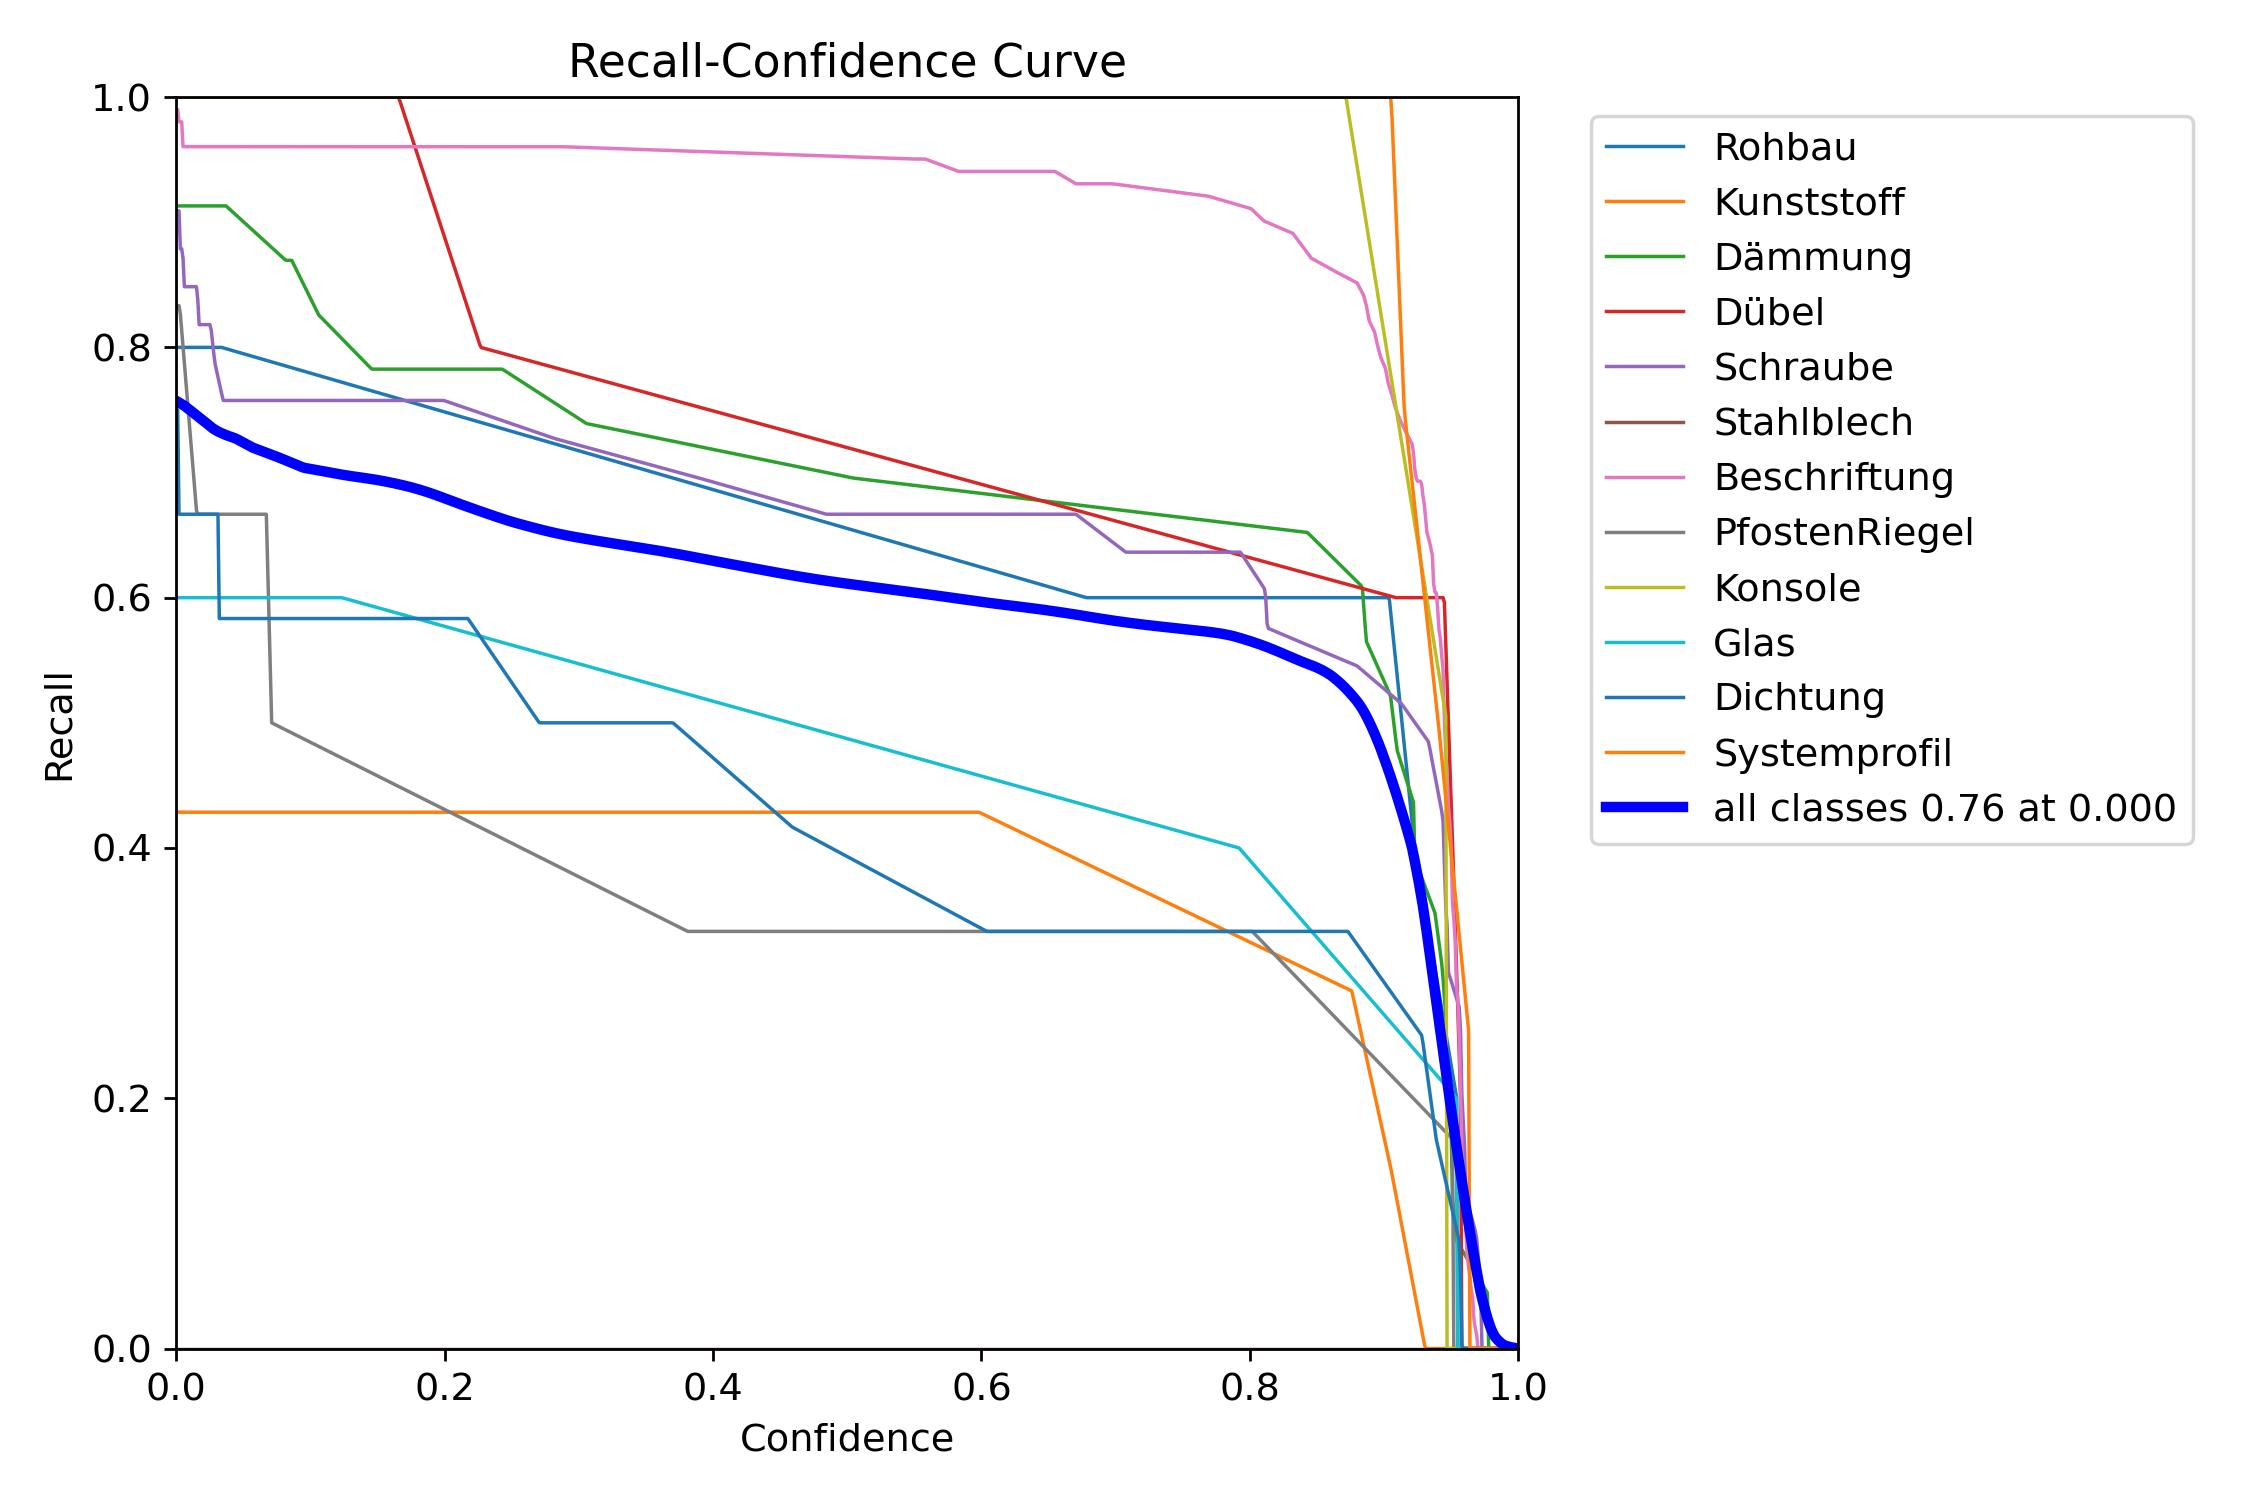 Recall-Confidence Curve
1.0
0.8
0.6
0.4
0.2
0.0
Recall
0.0 0.2 0.4 0.6 0.8 1.0
Confidence
Rohbau
Kunststoff
Dämmung
Dübel
Schraube
Stahlblech
Beschriftung
PfostenRiegel
Konsole
Glas
Dichtung
Systemprofil
all classes 0.76 at 0.000